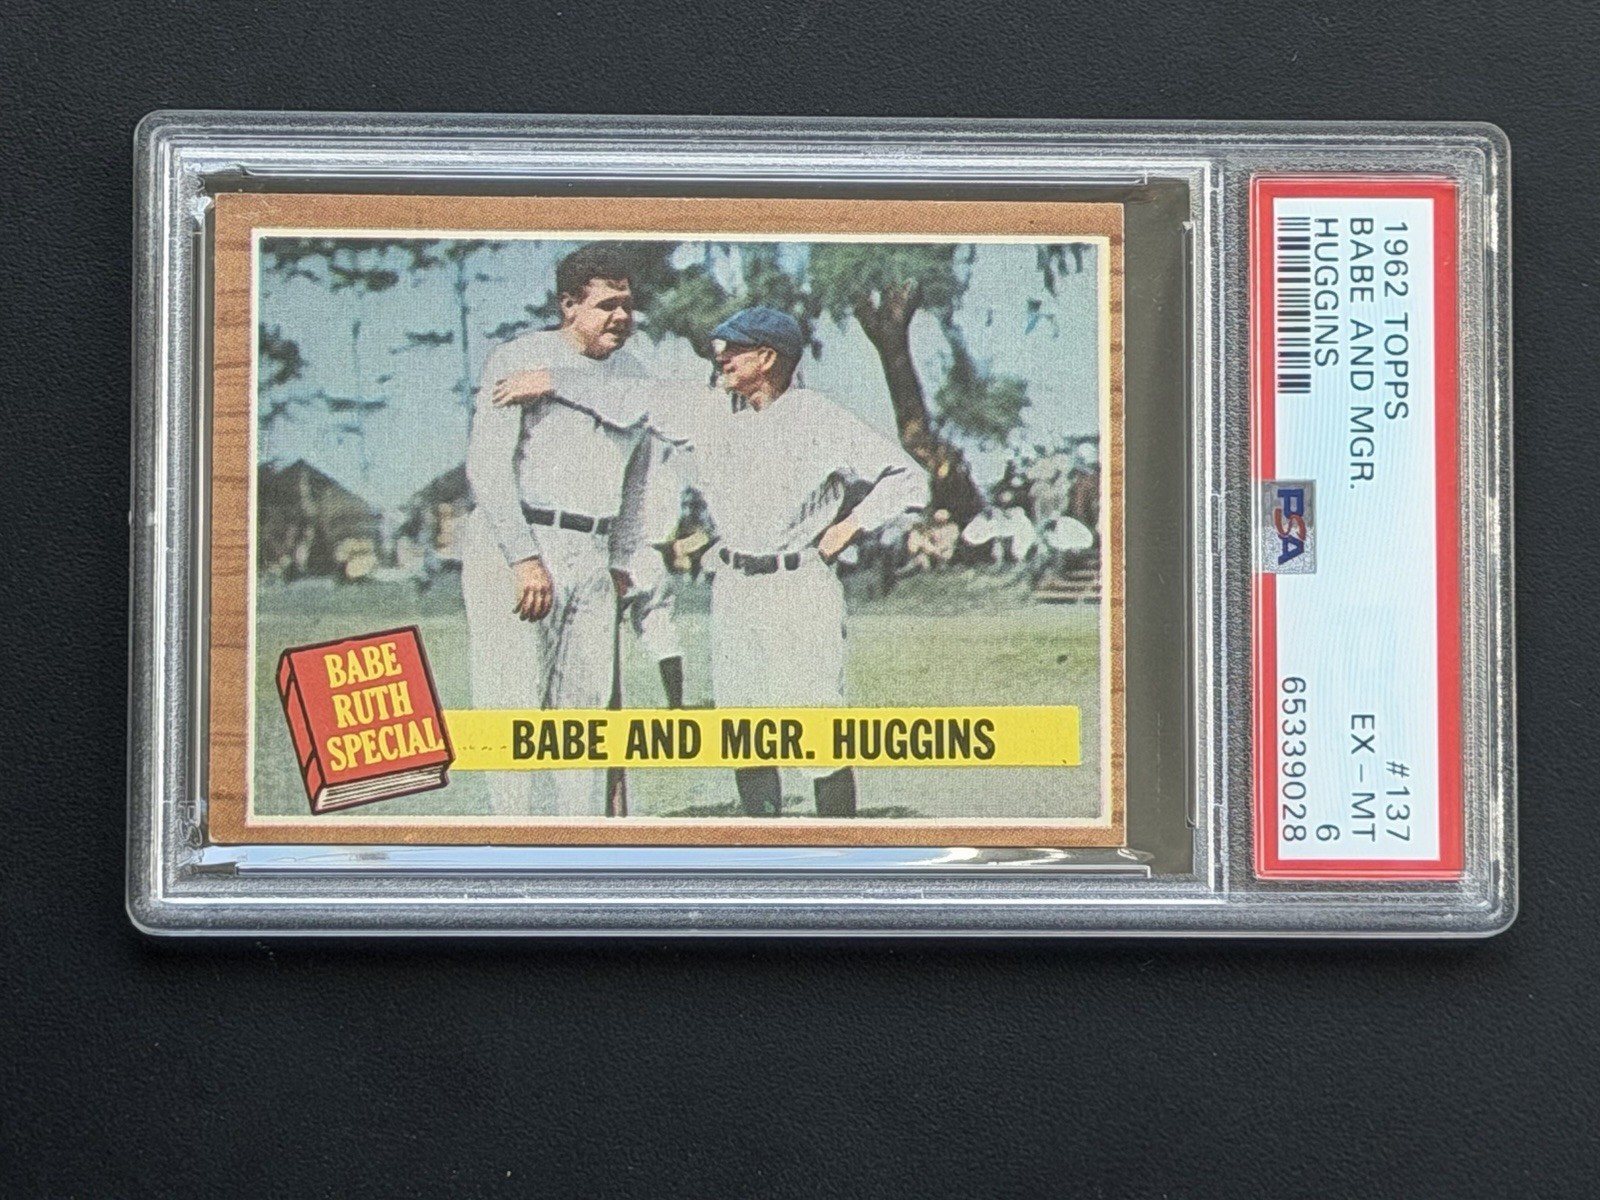 BABE
RUTH
SPECIAL
BABE AND MGR. HUGGINS
1962 TOPPS #137
BABE AND MGR. EX - MT
HUGGINS 6
65339028
PSA